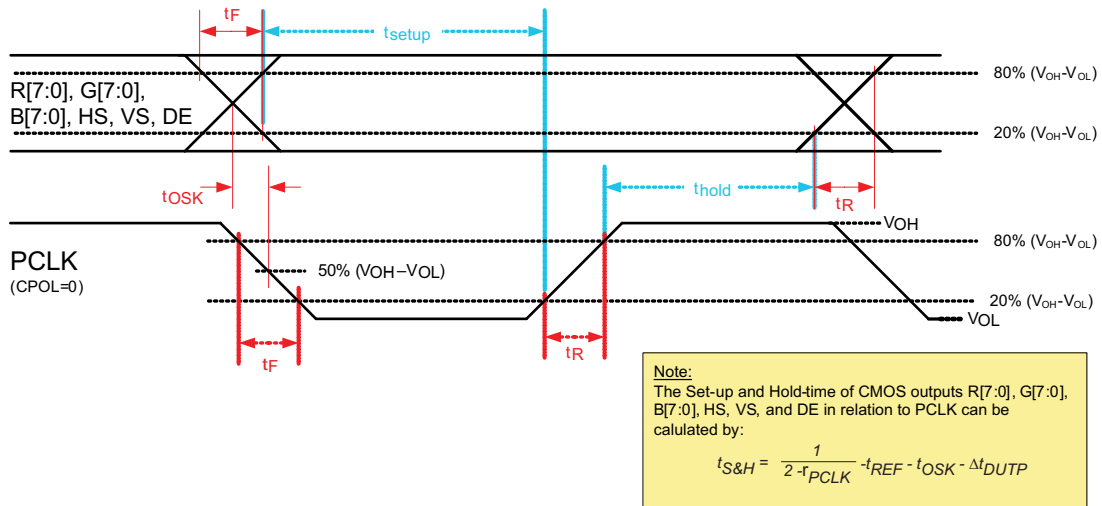 tF
tsetup
80% (VOH-VOL)
R[7:0], G[7:0],
B[7:0], HS, VS, DE
20% (VOH-VOL)
tOSK
thold
tR
VOH
80% (VOH-VOL)
PCLK
(CPOL=0)
50% (VOH–VOL)
20% (VOH-VOL)
VOL
tF
tR
Note:
The Set-up and Hold-time of CMOS outputs R[7:0], G[7:0],
B[7:0], HS, VS, and DE in relation to PCLK can be
calulated by:
tS&H = 1 / 2 -rPCLK -tREF - tOSK - ΔtDUTP